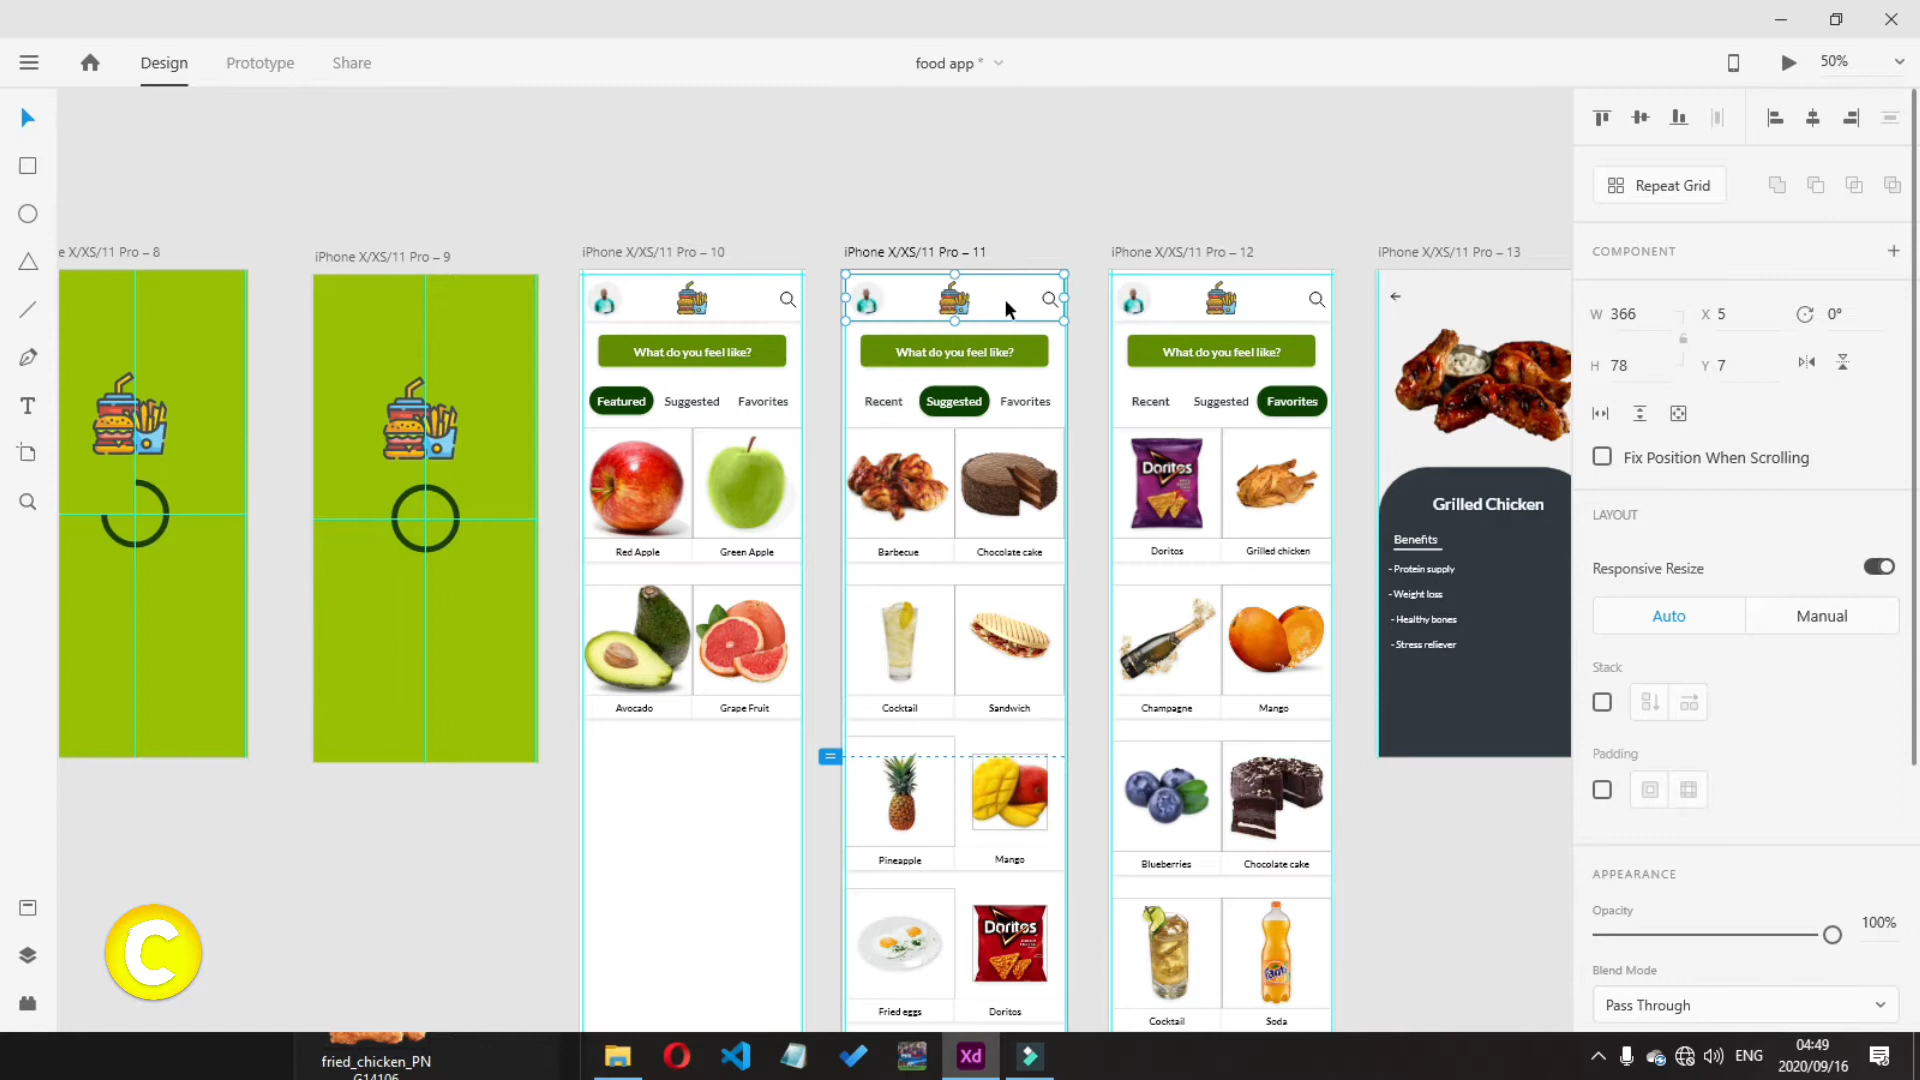 Design
Prototype
Share
food app *
50%
e X/XS/11 Pro – 8
iPhone X/XS/11 Pro – 9
iPhone X/XS/11 Pro – 10
iPhone X/XS/11 Pro – 11
iPhone X/XS/11 Pro – 12
iPhone X/XS/11 Pro – 13
What do you feel like?
What do you feel like?
What do you feel like?
Featured Suggested Favorites
Recent Suggested Favorites
Recent Suggested Favorites
Red Apple Green Apple
Avocado Grape Fruit
Barbecue Chocolate cake
Cocktail Sandwich
Pineapple Mango
Fried eggs Doritos
Doritos
Doritos
Doritos Grilled chicken
Champagne Mango
Blueberries Chocolate cake
Fanta
Cocktail Soda
Grilled Chicken
Benefits
- Protein supply
- Weight loss
- Healthy bones
- Stress reliever
Repeat Grid
COMPONENT
W 366 X 5 0°
H 78 Y 7
Fix Position When Scrolling
LAYOUT
Responsive Resize
Auto Manual
Stack
Padding
APPEARANCE
Opacity
100%
Blend Mode
Pass Through
C
fried_chicken_PN
G14106
Xd
ENG
04:49
2020/09/16